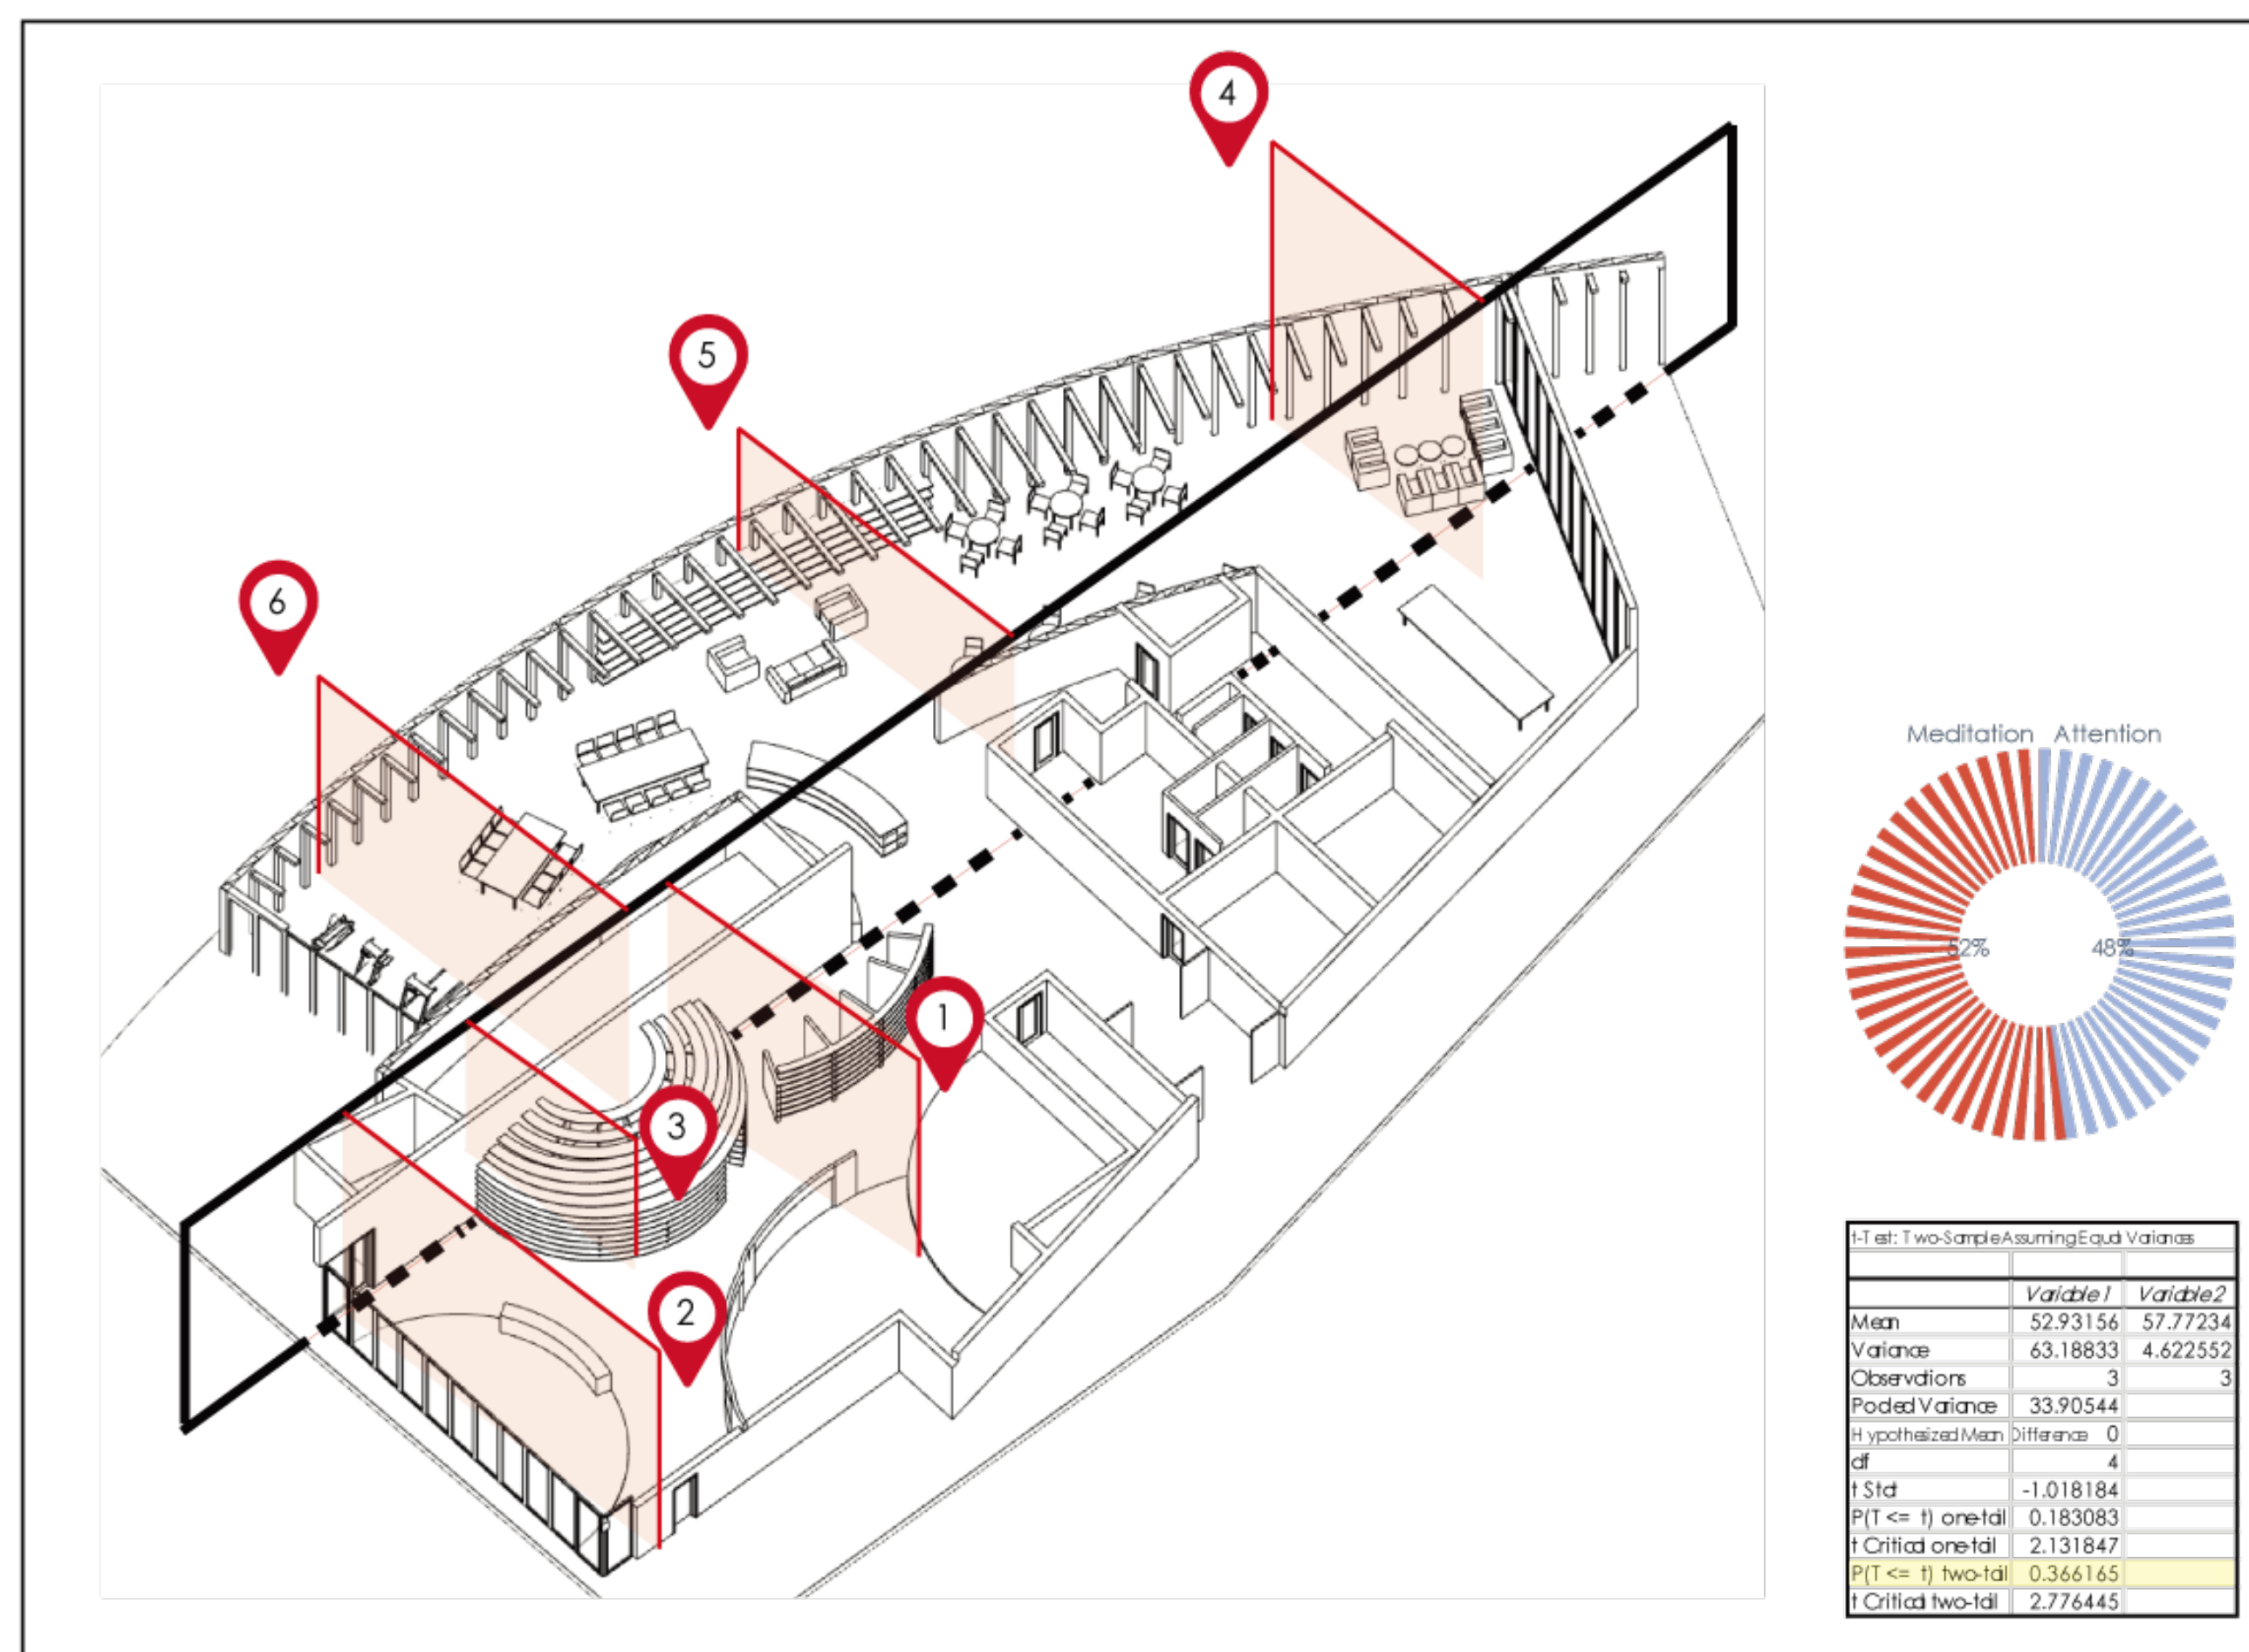 4
5
6
1
3
2
Meditation Attention
52% 48%
t-Test: Two-Sample Assuming Equal Variances
Variable 1 Variable 2
Mean 52.93156 57.77234
Variance 63.18833 4.622552
Observations 3 3
Pooled Variance 33.90544
Hypothesized Mean Difference 0
df 4
t Stat -1.018184
P(T <= t) one-tail 0.183083
t Critical one-tail 2.131847
P(T <= t) two-tail 0.366165
t Critical two-tail 2.776445